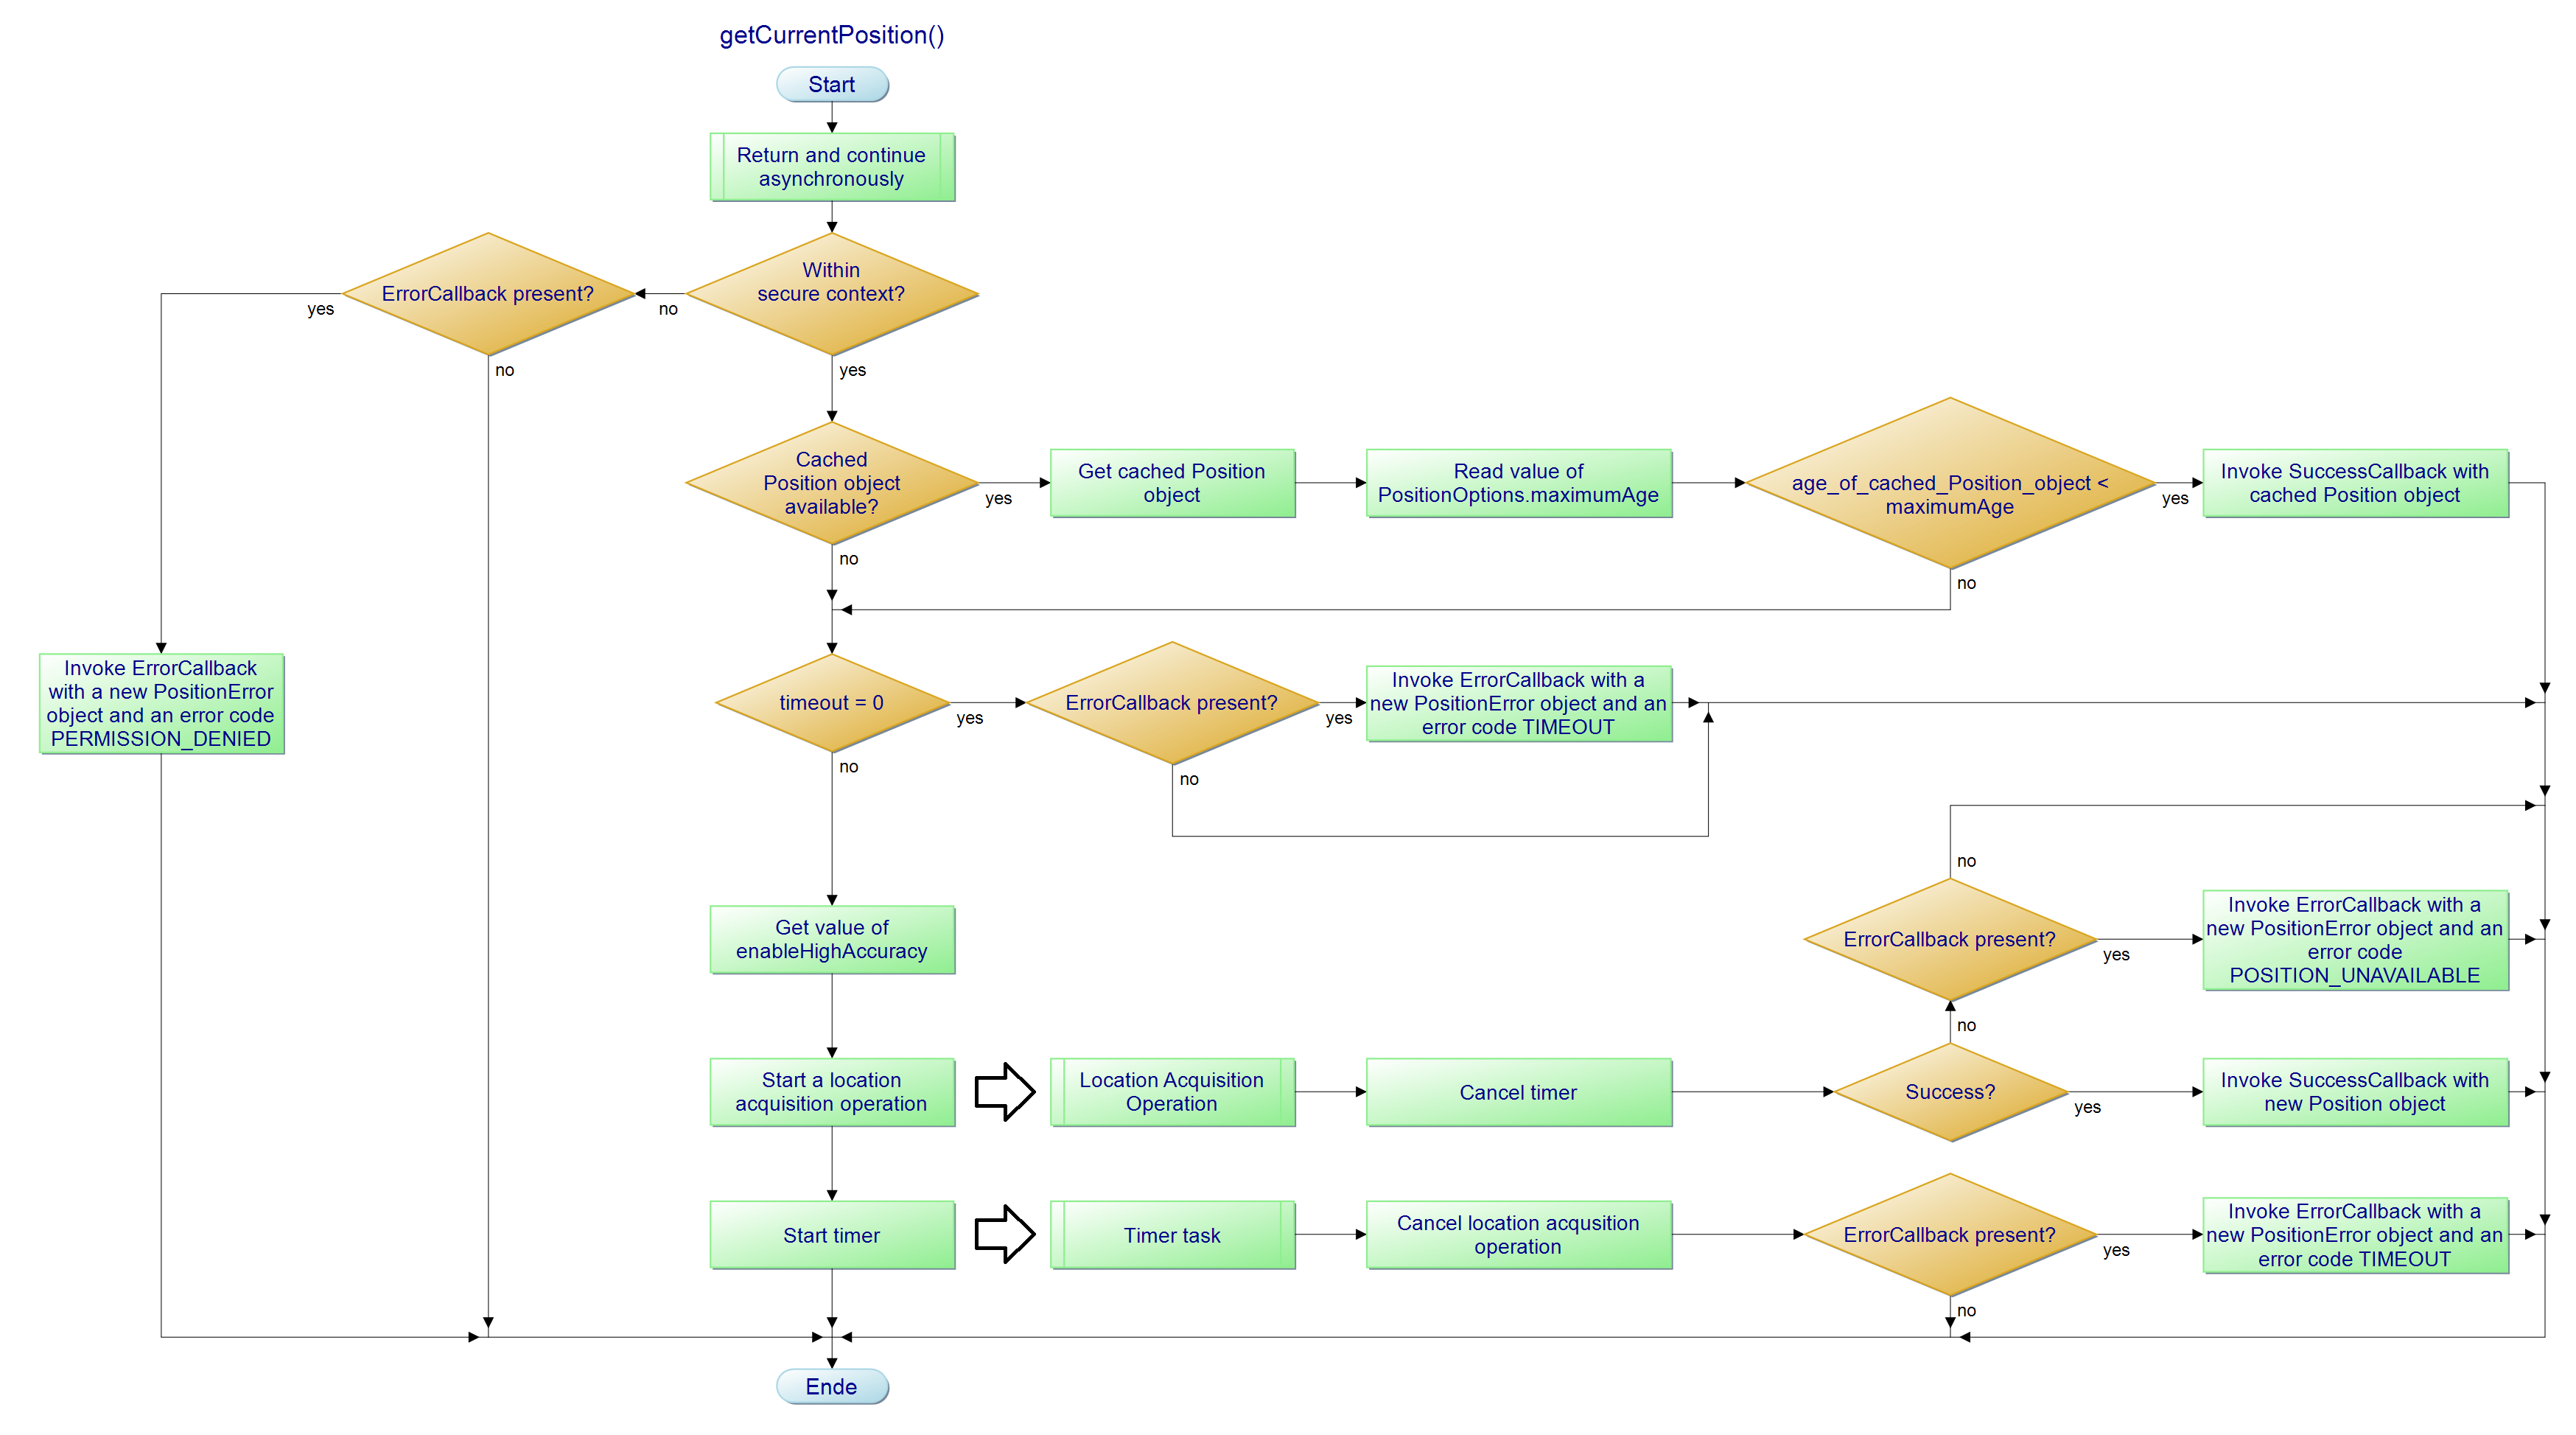 getCurrentPosition()
Start
Return and continue
asynchronously
Within
secure context?
no
ErrorCallback present?
yes
no
yes
Cached
Position object
available?
yes
Get cached Position
object
Read value of
PositionOptions.maximumAge
age_of_cached_Position_object <
maximumAge
yes
Invoke SuccessCallback with
cached Position object
no
no
Invoke ErrorCallback
with a new PositionError
object and an error code
PERMISSION_DENIED
timeout = 0
yes
ErrorCallback present?
yes
Invoke ErrorCallback with a
new PositionError object and an
error code TIMEOUT
no
no
no
Get value of
enableHighAccuracy
ErrorCallback present?
yes
Invoke ErrorCallback with a
new PositionError object and an
error code
POSITION_UNAVAILABLE
no
Start a location
acquisition operation
Location Acquisition
Operation
Cancel timer
Success?
yes
Invoke SuccessCallback with
new Position object
Start timer
Timer task
Cancel location acqusition
operation
ErrorCallback present?
yes
Invoke ErrorCallback with a
new PositionError object and an
error code TIMEOUT
no
Ende